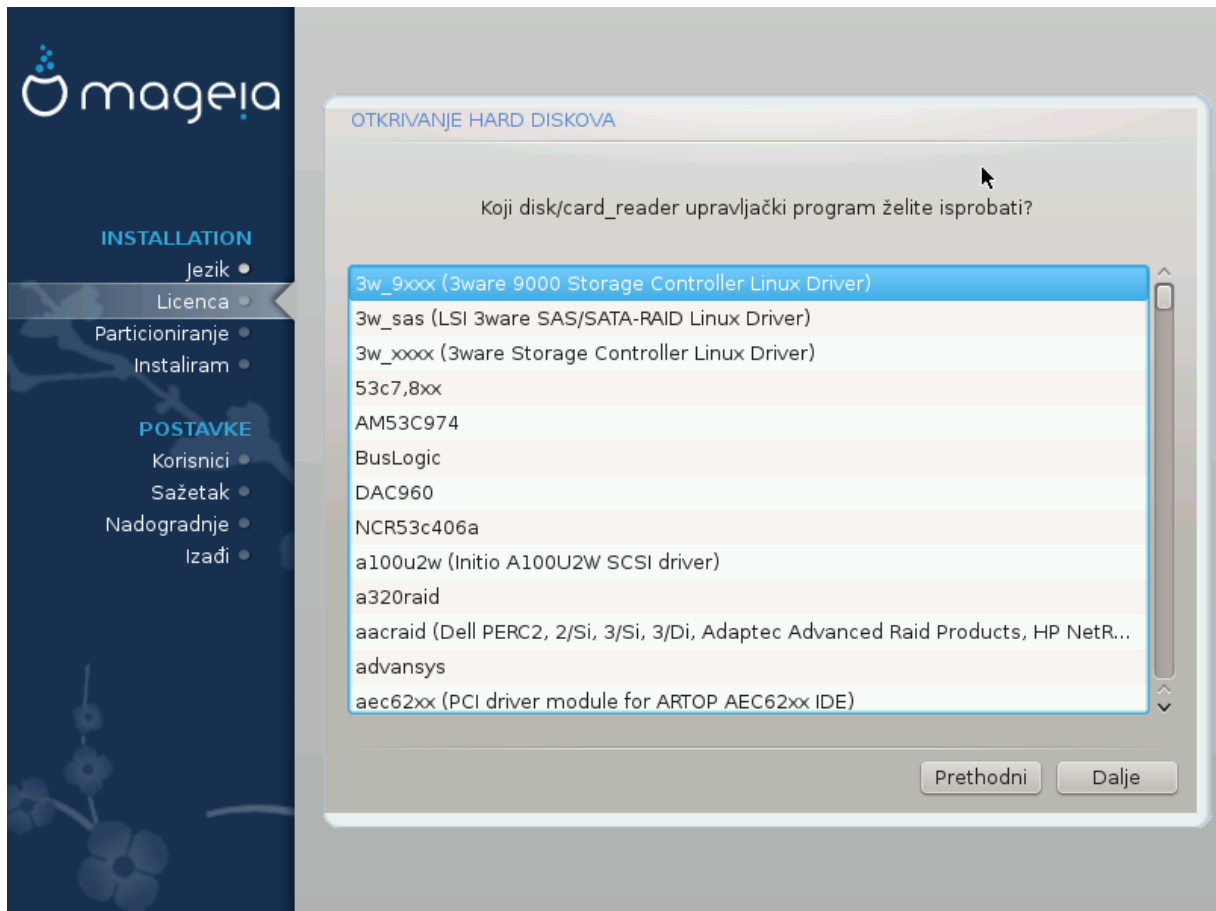 mageia
INSTALLATION
Jezik
Licenca
Particioniranje
Instaliram
POSTAVKE
Korisnici
Sažetak
Nadogradnje
Izađi
OTKRIVANJE HARD DISKOVA
Koji disk/card_reader upravljački program želite isprobati?
3w_9xxx (3ware 9000 Storage Controller Linux Driver)
3w_sas (LSI 3ware SAS/SATA-RAID Linux Driver)
3w_xxxx (3ware Storage Controller Linux Driver)
53c7,8xx
AM53C974
BusLogic
DAC960
NCR53c406a
a100u2w (Initio A100U2W SCSI driver)
a320raid
aacraid (Dell PERC2, 2/Si, 3/Si, 3/Di, Adaptec Advanced Raid Products, HP NetR...
advansys
aec62xx (PCI driver module for ARTOP AEC62xx IDE)
Prethodni
Dalje